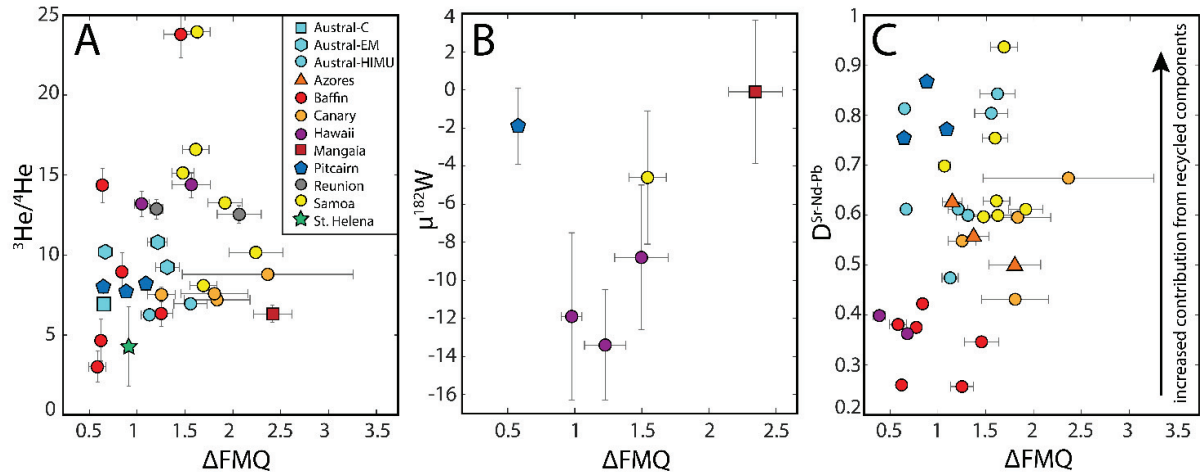 A
³He/⁴He
25
20
15
10
5
0
0.5
1
1.5
2
2.5
3
3.5
ΔFMQ
Austral-C
Austral-EM
Austral-HIMU
Azores
Baffin
Canary
Hawaii
Mangaia
Pitcairn
Reunion
Samoa
St. Helena
B
μ¹⁸²W
4
2
0
-2
-4
-6
-8
-10
-12
-14
-16
1
1.5
2
2.5
ΔFMQ
C
Dˢʳ⁻ᴺᵈ⁻ᴾᵇ
1
0.9
0.8
0.7
0.6
0.5
0.4
0.3
0.2
0.5
1
1.5
2
2.5
3
3.5
ΔFMQ
increased contribution from recycled components